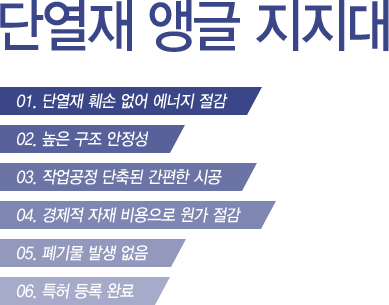 단열재 앵글 지지대
01. 단열재 훼손 없어 에너지 절감
02. 높은 구조 안정성
03. 작업공정 단축된 간편한 시공
04. 경제적 자재 비용으로 원가 절감
05. 폐기물 발생 없음
06. 특허 등록 완료